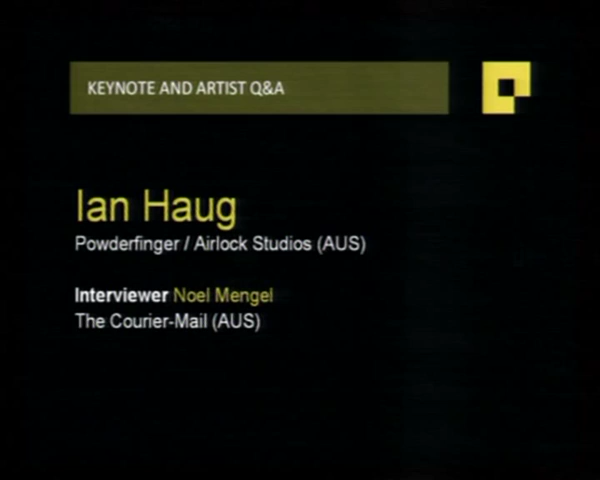 KEYNOTE AND ARTIST Q&A
Ian Haug
Powderfinger / Airlock Studios (AUS)
Interviewer Noel Mengel
The Courier-Mail (AUS)